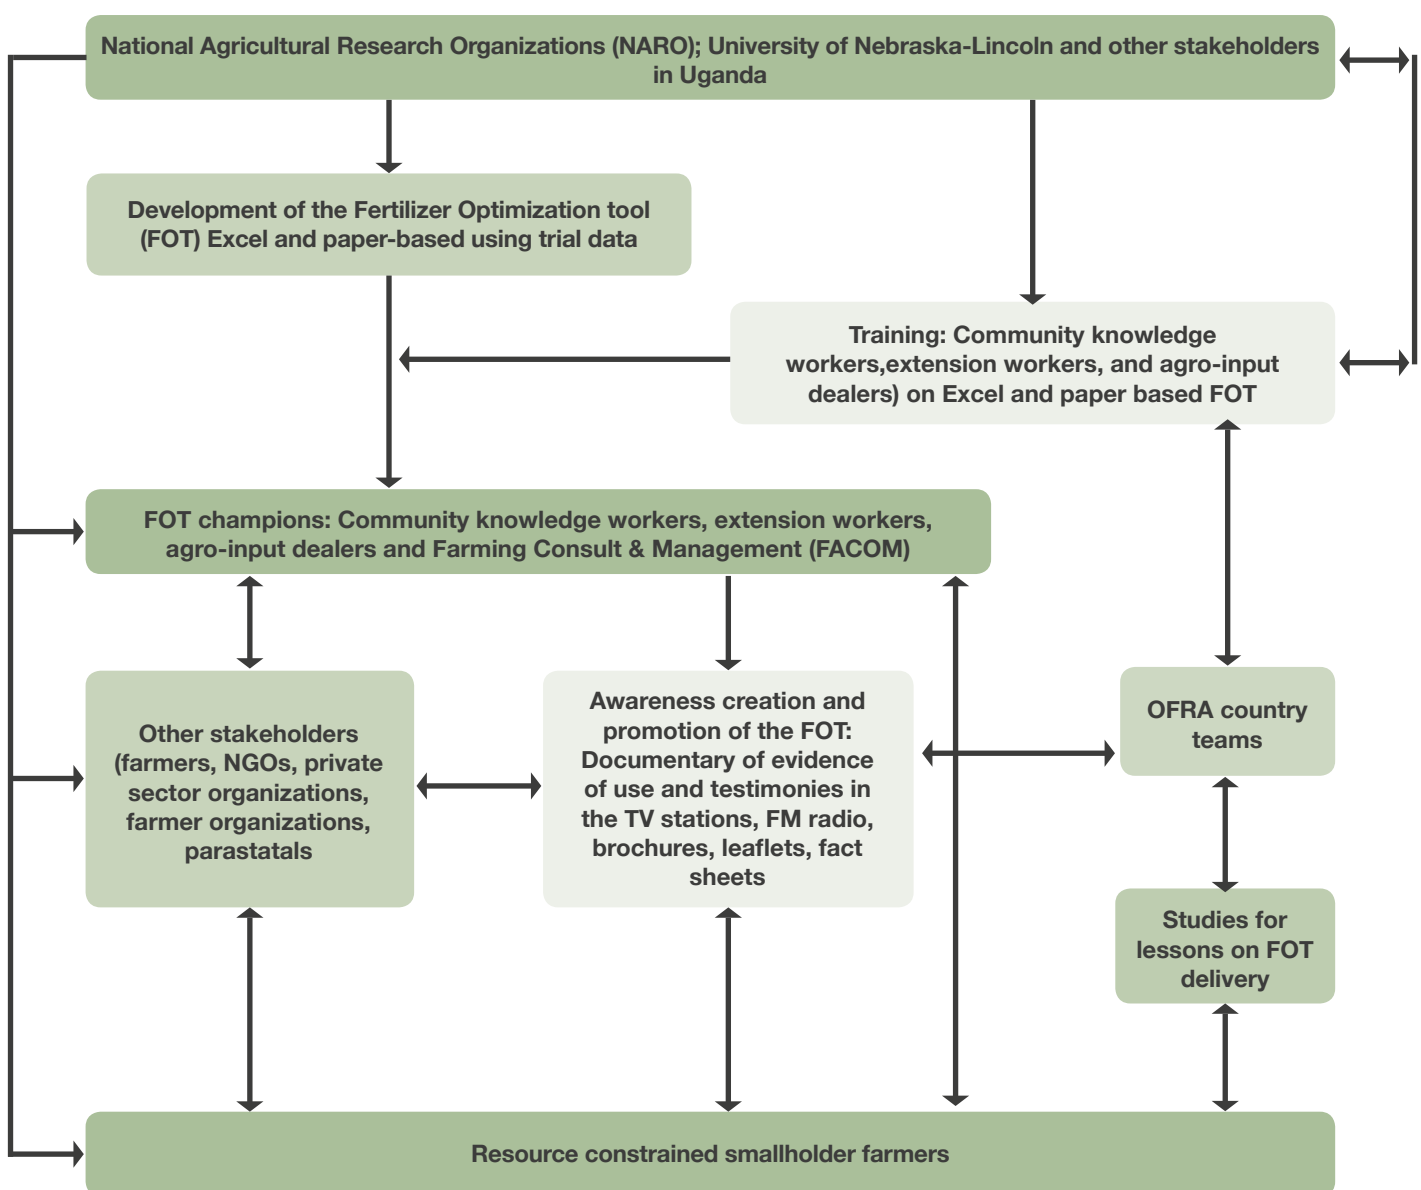 National Agricultural Research Organizations (NARO); University of Nebraska-Lincoln and other stakeholders
in Uganda
Development of the Fertilizer Optimization tool
(FOT) Excel and paper-based using trial data
Training: Community knowledge
workers,extension workers, and agro-input
dealers) on Excel and paper based FOT
FOT champions: Community knowledge workers, extension workers,
agro-input dealers and Farming Consult & Management (FACOM)
Other stakeholders
(farmers, NGOs, private
sector organizations,
farmer organizations,
parastatals
Awareness creation and
promotion of the FOT:
Documentary of evidence
of use and testimonies in
the TV stations, FM radio,
brochures, leaflets, fact
sheets
OFRA country
teams
Studies for
lessons on FOT
delivery
Resource constrained smallholder farmers